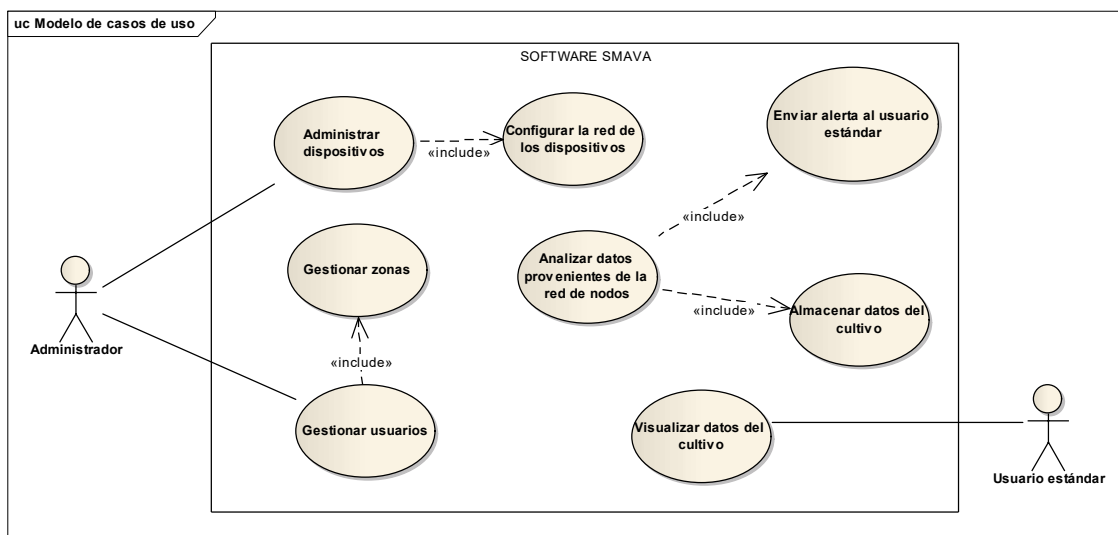 uc Modelo de casos de uso
SOFTWARE SMAVA
Administrar
dispositivos
«include»
Configurar la red de
los dispositivos
Enviar alerta al usuario
estándar
«include»
Gestionar zonas
Analizar datos
provenientes de la
red de nodos
«include»
Almacenar datos del
cultivo
Administrador
«include»
Gestionar usuarios
Visualizar datos del
cultivo
Usuario estándar